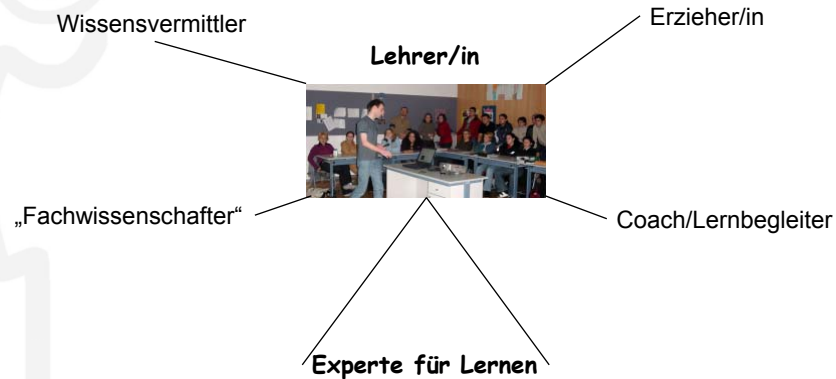 Wissensvermittler
Erzieher/in
Lehrer/in
„Fachwissenschafter“
Coach/Lernbegleiter
Experte für Lernen